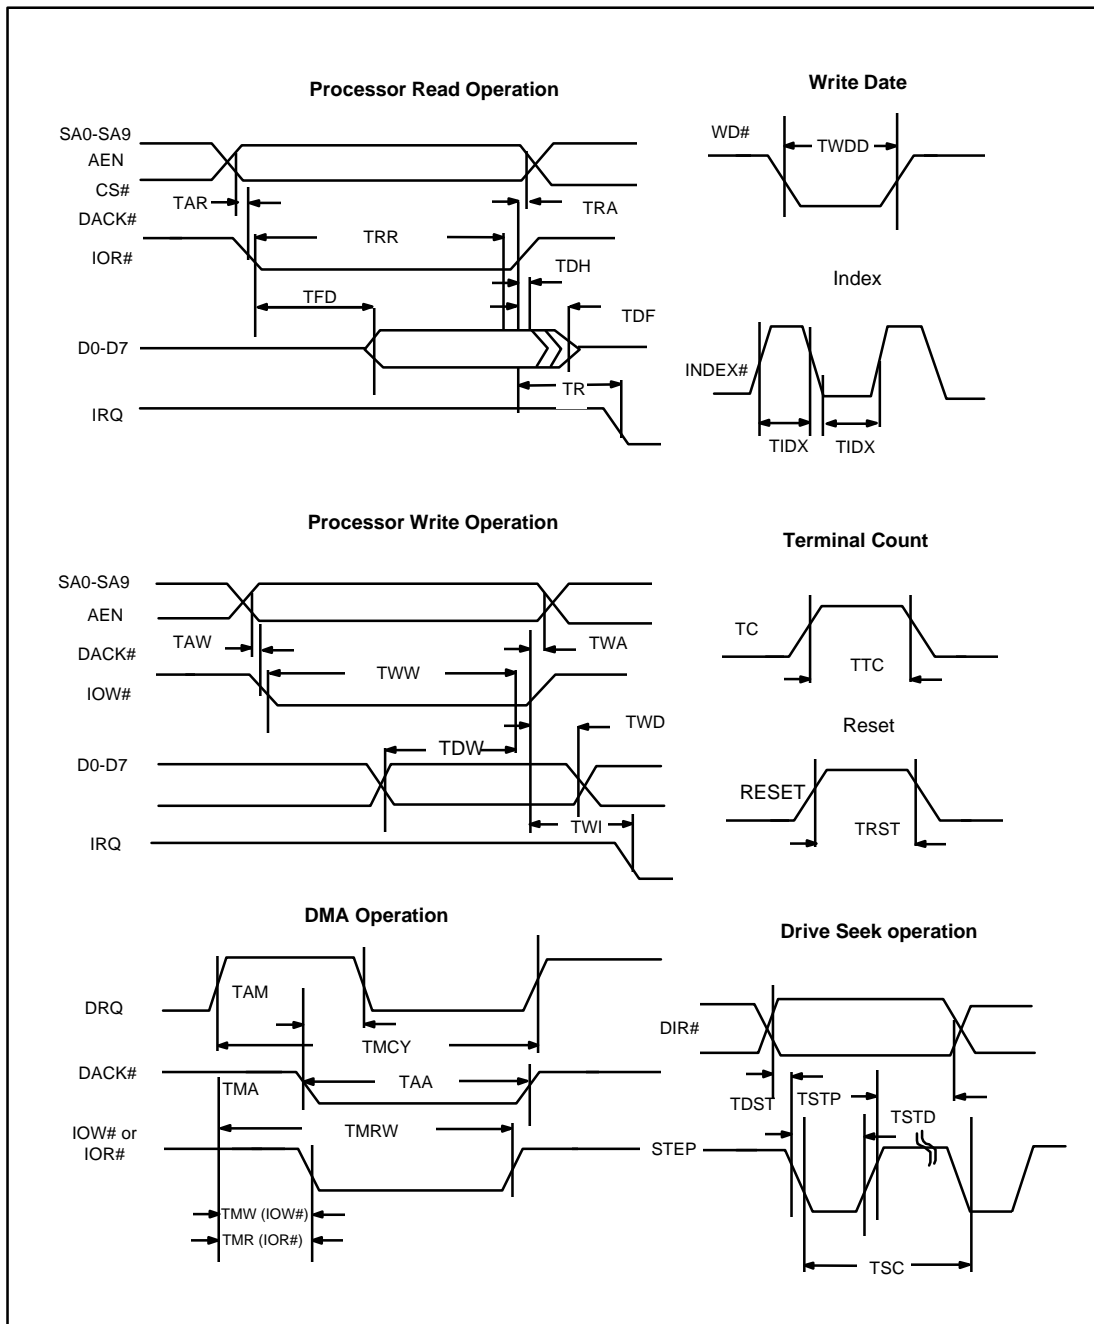 Processor Read Operation
SA0-SA9
AEN
CS#
TAR
TRA
DACK#
TRR
IOR#
TDH
TFD
TDF
D0-D7
TR
IRQ
Write Date
WD#
TWDD
Index
INDEX#
TIDX
TIDX
Processor Write Operation
SA0-SA9
AEN
TAW
TWA
DACK#
TWW
IOW#
TWD
TDW
D0-D7
TWI
IRQ
Terminal Count
TC
TTC
Reset
RESET
TRST
DMA Operation
TAM
DRQ
TMCY
DACK#
TMA
TAA
IOW# or
IOR#
TMRW
TMW (IOW#)
TMR (IOR#)
Drive Seek operation
DIR#
TDST
TSTP
TSTD
STEP
TSC